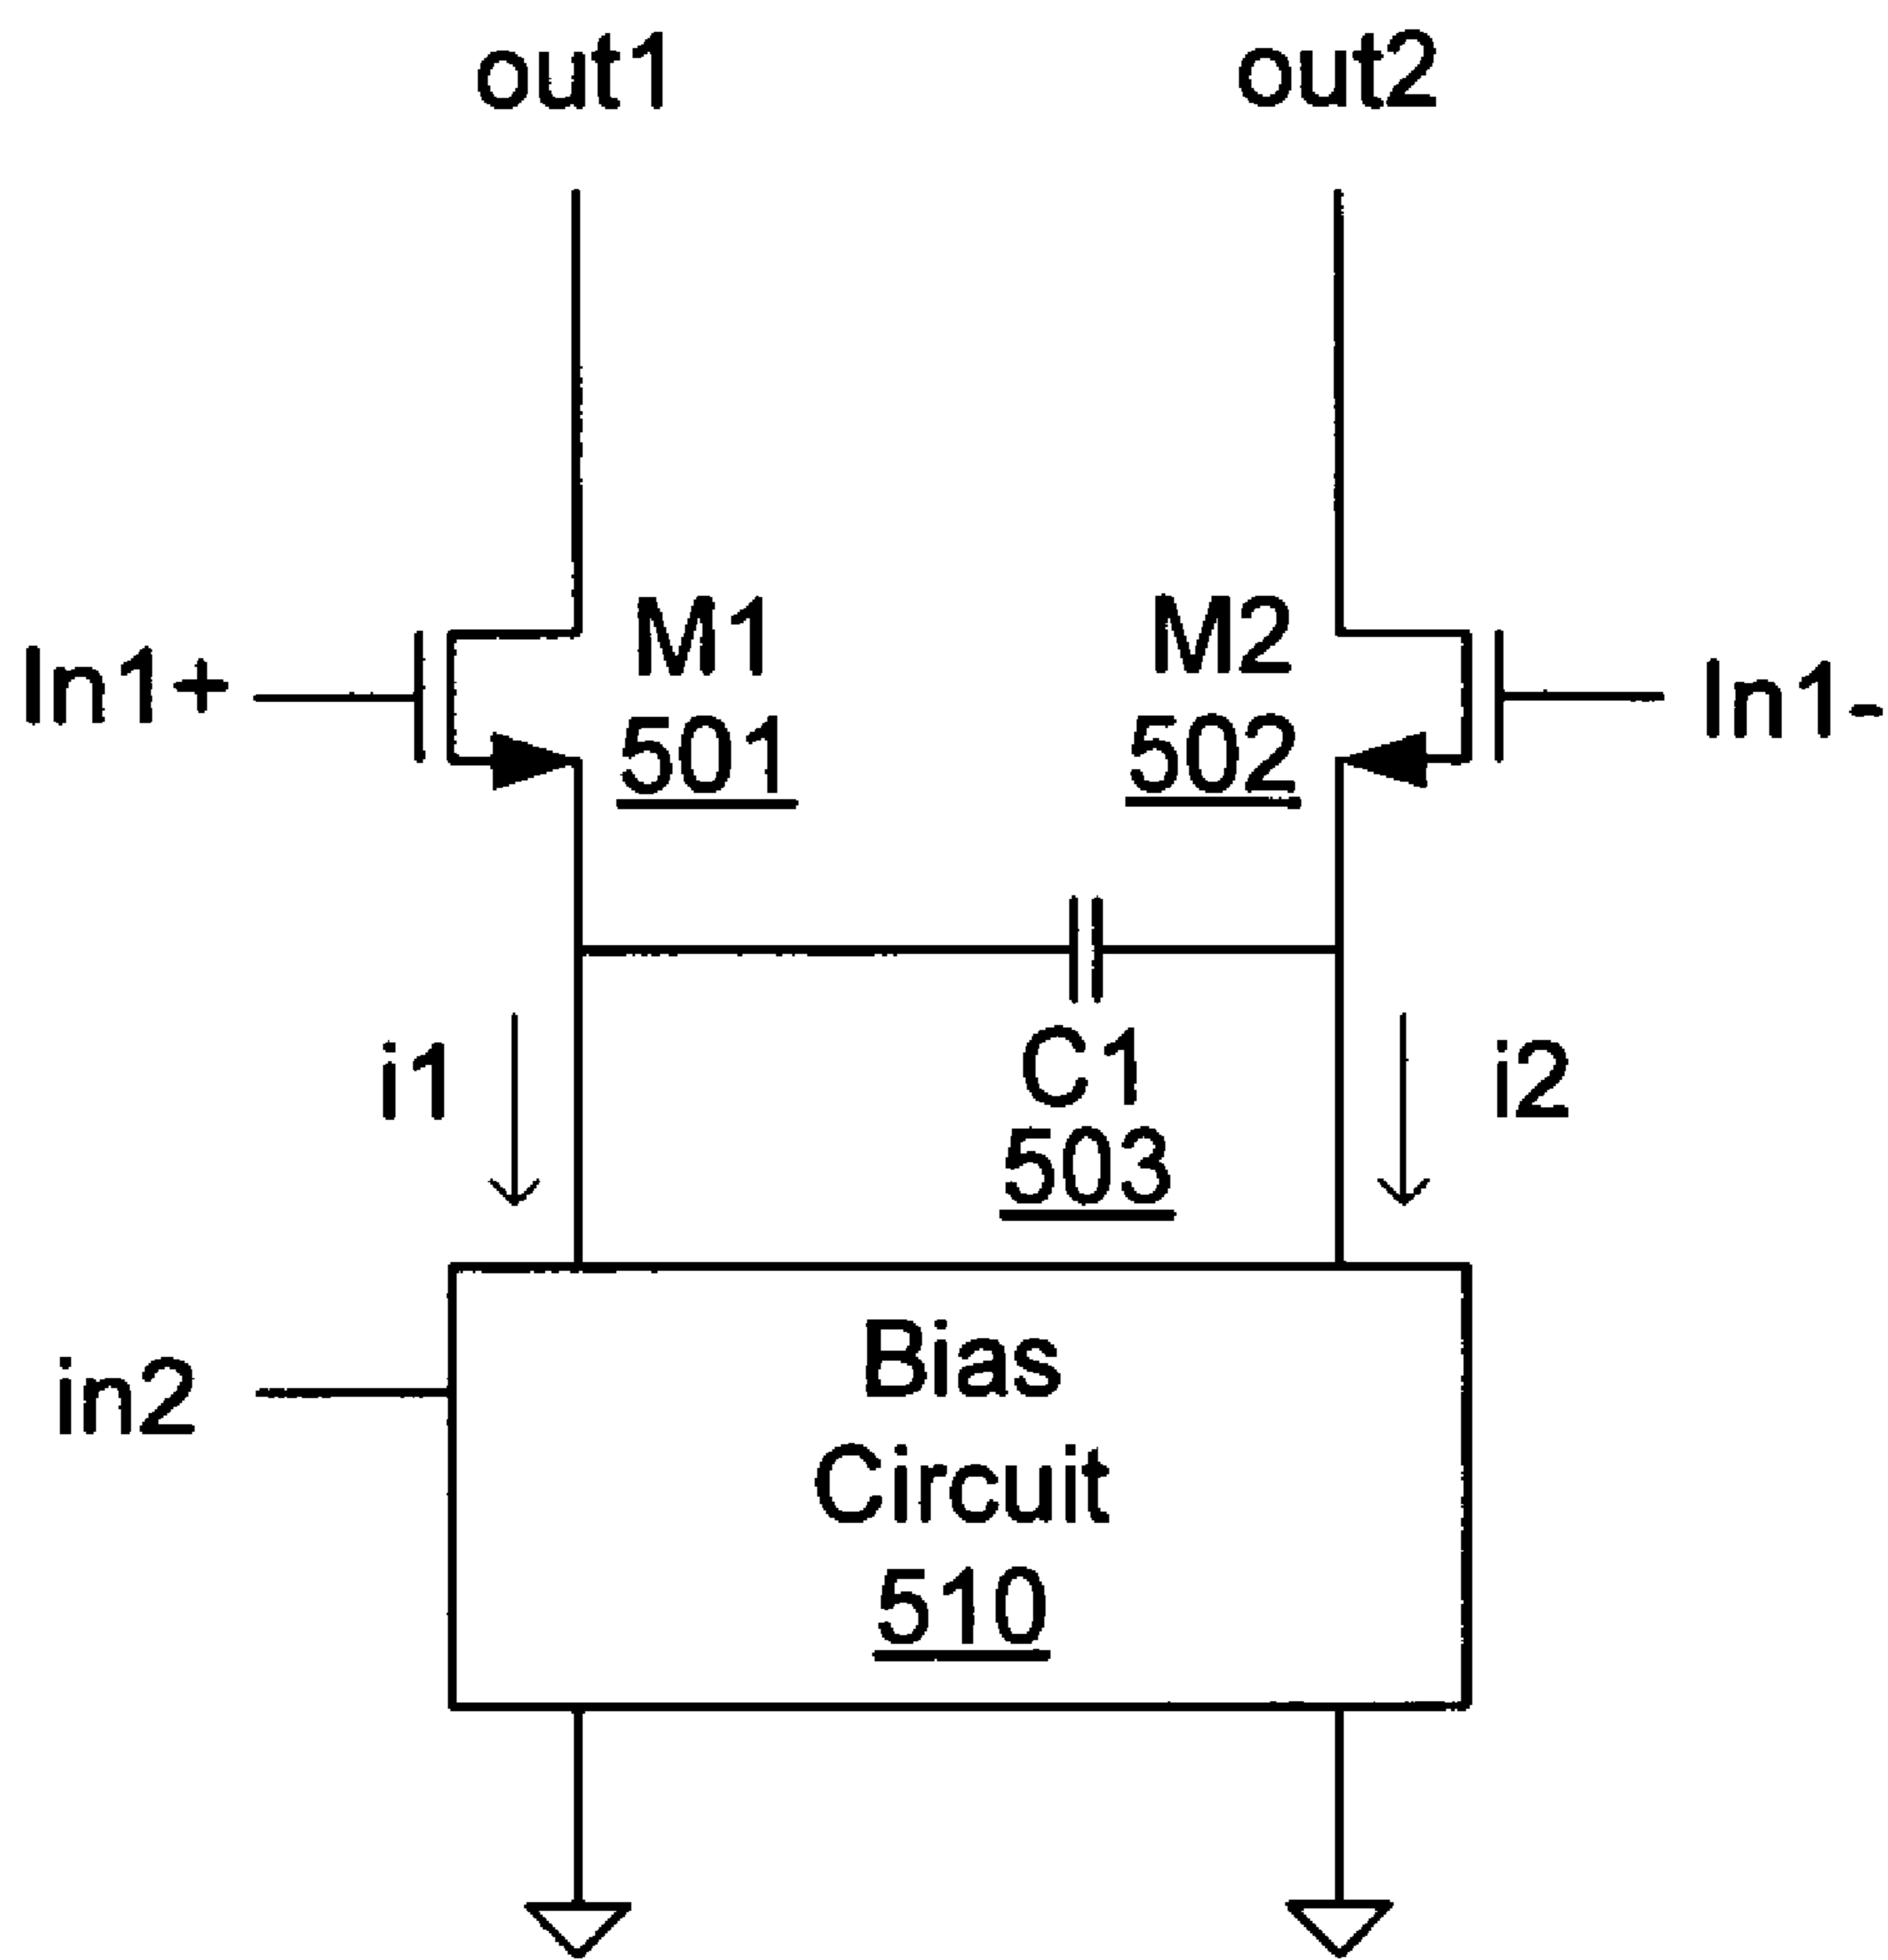 out1
out2
M1
501
M2
502
In1+
In1-
C1
503
i1
i2
in2
Bias
Circuit
510